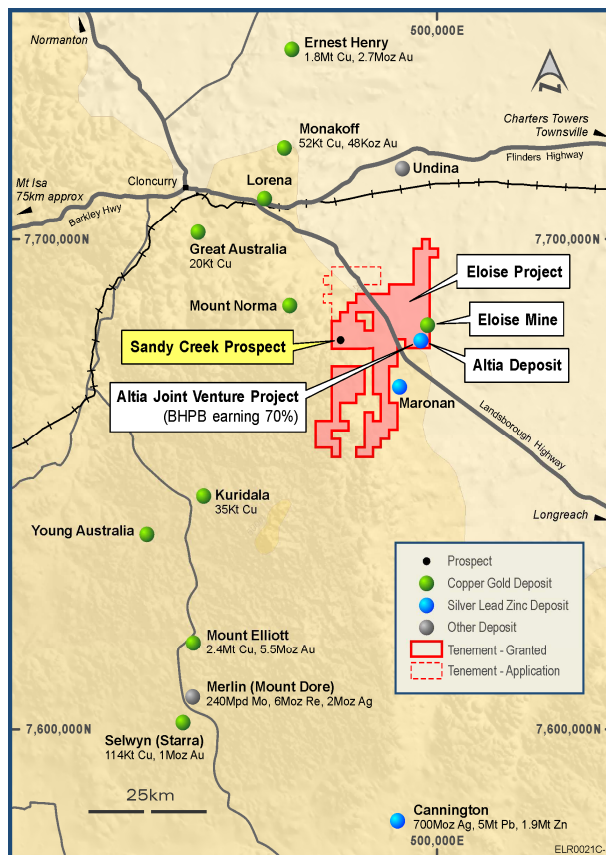 500,000E
Normanton
Ernest Henry
1.8Mt Cu, 2.7Moz Au
N
Charters Towers
Townsville
Monakoff
52Kt Cu, 48Koz Au
Flinders Highway
Undina
Cloncurry
Lorena
Mt Isa
75km approx
Barkley Hwy
7,700,000N
7,700,000N
Great Australia
20Kt Cu
Eloise Project
Mount Norma
Eloise Mine
Sandy Creek Prospect
Altia Deposit
Altia Joint Venture Project
(BHPB earning 70%)
Maronan
Landsborough Highway
Kuridala
35Kt Cu
Longreach
Young Australia
Prospect
Copper Gold Deposit
Silver Lead Zinc Deposit
Other Deposit
Tenement - Granted
Tenement - Application
Mount Elliott
2.4Mt Cu, 5.5Moz Au
Merlin (Mount Dore)
240Mpd Mo, 6Moz Re, 2Moz Ag
7,600,000N
7,600,000N
Selwyn (Starra)
114Kt Cu, 1Moz Au
25km
Cannington
700Moz Ag, 5Mt Pb, 1.9Mt Zn
500,000E
ELR0021C-